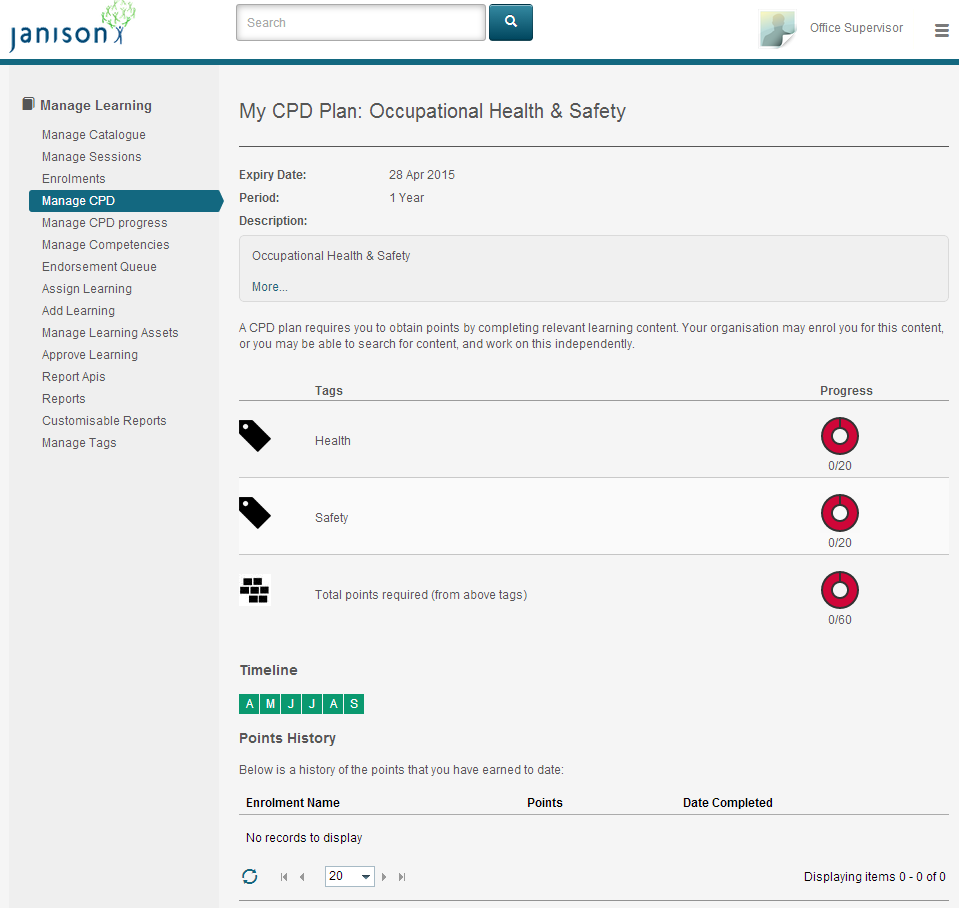 janison
Search
Office Supervisor
Manage Learning
Manage Catalogue
Manage Sessions
Enrolments
Manage CPD
Manage CPD progress
Manage Competencies
Endorsement Queue
Assign Learning
Add Learning
Manage Learning Assets
Approve Learning
Report Apis
Reports
Customisable Reports
Manage Tags
My CPD Plan: Occupational Health & Safety
Expiry Date: 28 Apr 2015
Period: 1 Year
Description:
Occupational Health & Safety
More...
A CPD plan requires you to obtain points by completing relevant learning content. Your organisation may enrol you for this content,
or you may be able to search for content, and work on this independently.
Tags Progress
Health
0/20
Safety
0/20
Total points required (from above tags)
0/60
Timeline
A M J J A S
Points History
Below is a history of the points that you have earned to date:
Enrolment Name Points Date Completed
No records to display
20 Displaying items 0 - 0 of 0